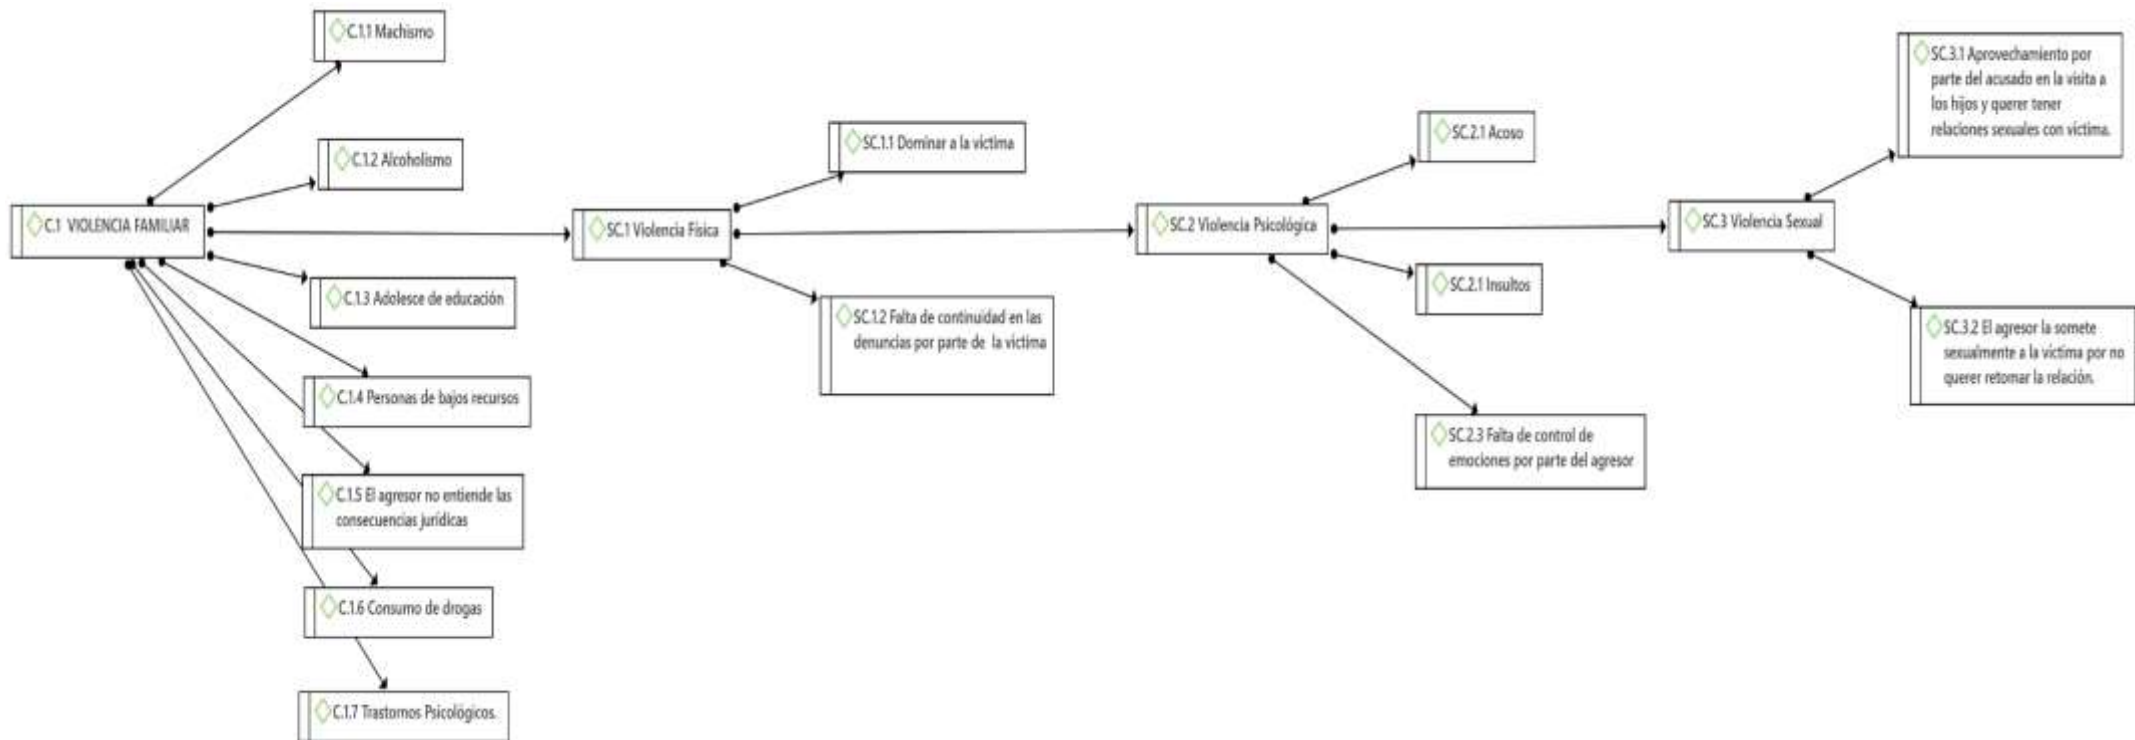 C.1.1 Machismo
C.1.2 Alcoholismo
C.1 VIOLENCIA FAMILIAR
C.1.3 Adolesce de educación
C.1.4 Personas de bajos recursos
C.1.5 El agresor no entiende las
consecuencias jurídicas
C.1.6 Consumo de drogas
C.1.7 Trastornos Psicológicos.
SC.1.1 Dominar a la víctima
SC.1 Violencia Física
SC.1.2 Falta de continuidad en las
denuncias por parte de la víctima
SC.2.1 Acoso
SC.2 Violencia Psicológica
SC.2.1 Insultos
SC.2.3 Falta de control de
emociones por parte del agresor
SC.3.1 Aprovechamiento por
parte del acusado en la visita a
los hijos y querer tener
relaciones sexuales con víctima.
SC.3 Violencia Sexual
SC.3.2 El agresor la somete
sexualmente a la víctima por no
querer retomar la relación.